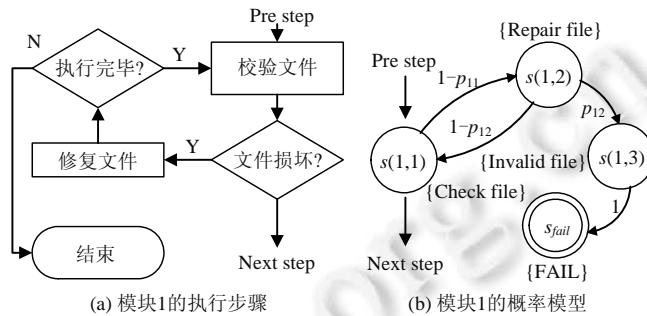 Pre step
N
执行完毕?
Y
校验文件
修复文件
Y
文件损坏?
结束
Next step
(a) 模块1的执行步骤
{Repair file}
Pre step
1−p11
s(1,2)
p12
1−p12
s(1,1)
{Invalid file}
s(1,3)
{Check file}
1
sfail
Next step
{FAIL}
(b) 模块1的概率模型